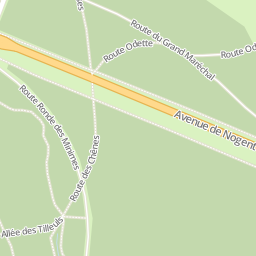 Route du Grand Maréchal
Route Odette
Route Od
Avenue de Nogent
Route Ronde des Minimes
Route des Chênes
Allée des Tilleuls